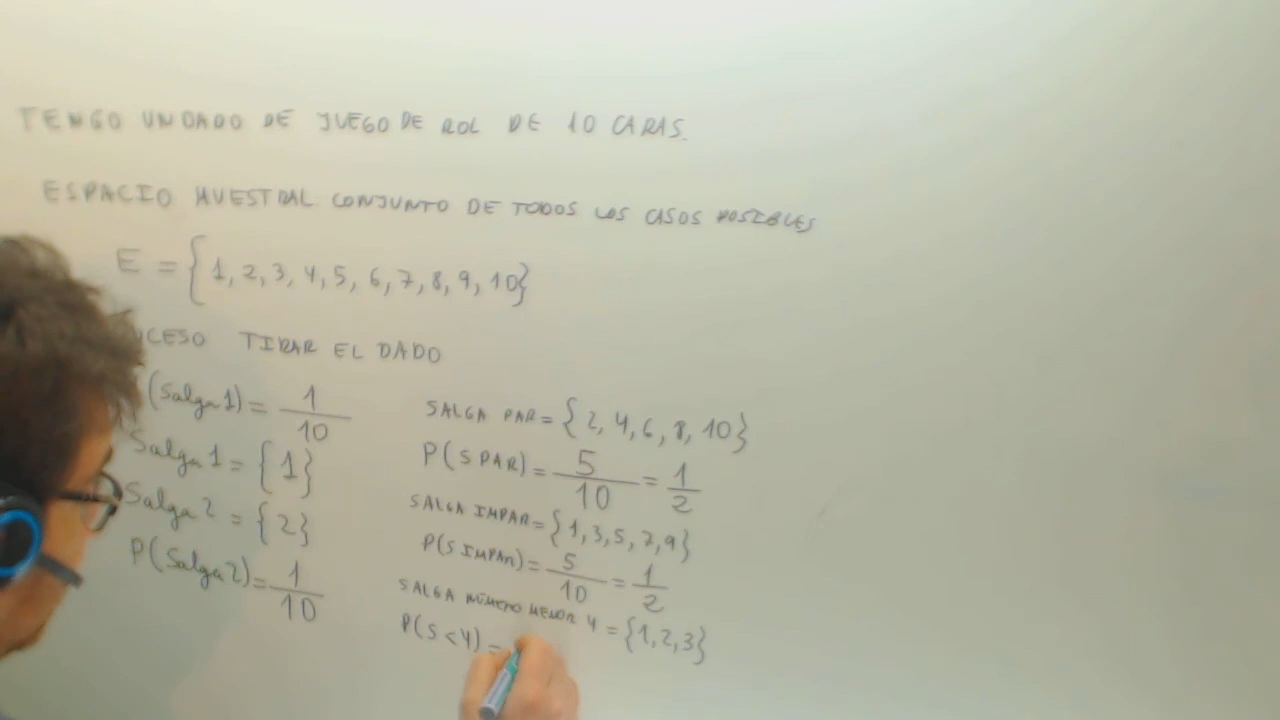 TENGO UN DADO DE JUEGO DE ROL DE 10 CARAS.
ESPACIO MUESTRAL CONJUNTO DE TODOS LOS CASOS POSIBLES
E = {1, 2, 3, 4, 5, 6, 7, 8, 9, 10}
CESO TIRAR EL DADO
(Salga 1) = 1/10
Salga 1 = {1}
Salga 2 = {2}
P(Salga 2) = 1/10
SALGA PAR = {2, 4, 6, 8, 10}
P(S PAR) = 5/10 = 1/2
SALGA IMPAR = {1, 3, 5, 7, 9}
P(S IMPAR) = 5/10 = 1/2
SALGA NÚMERO MENOR 4 = {1, 2, 3}
P(S < 4) =